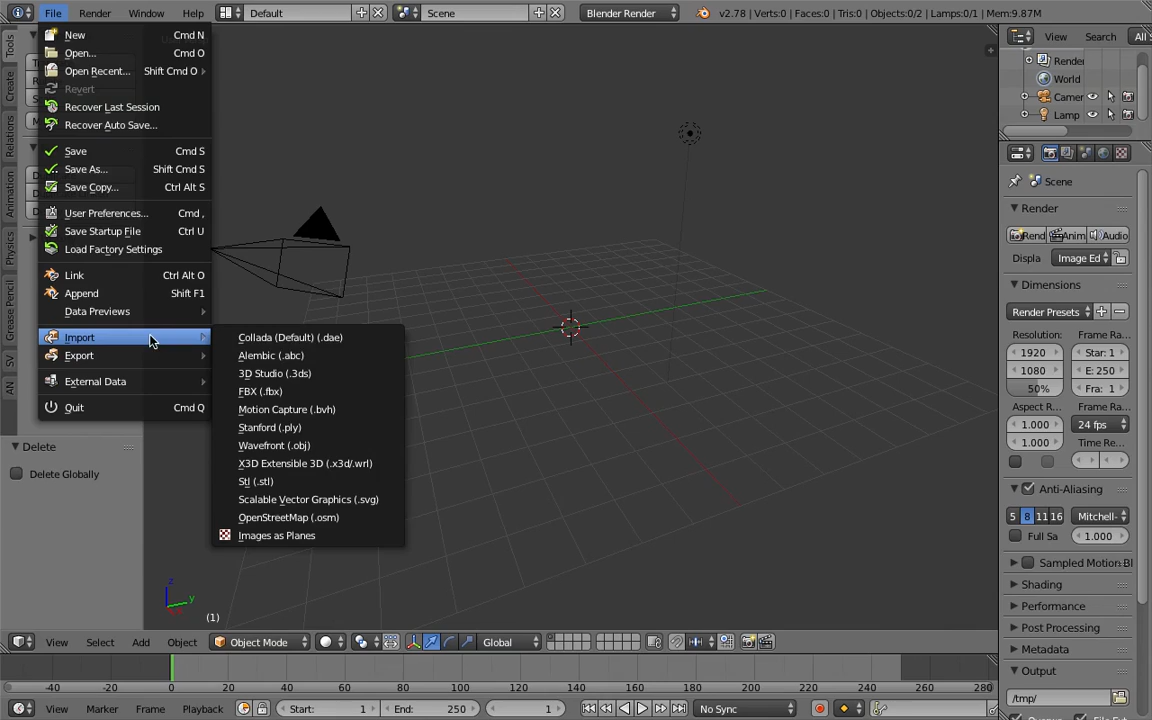 File Render Window Help Default Scene Blender Render v2.78 | Verts:0 | Faces:0 | Tris:0 | Objects:0/2 | Lamps:0/1 | Mem:9.87M
New Cmd N
Open... Cmd O
Open Recent... Shift Cmd O
Revert
Recover Last Session
Recover Auto Save...
Save Cmd S
Save As... Shift Cmd S
Save Copy... Ctrl Alt S
User Preferences... Cmd ,
Save Startup File Ctrl U
Load Factory Settings
Link Ctrl Alt O
Append Shift F1
Data Previews
Import
Export
External Data
Quit Cmd Q
Collada (Default) (.dae)
Alembic (.abc)
3D Studio (.3ds)
FBX (.fbx)
Motion Capture (.bvh)
Stanford (.ply)
Wavefront (.obj)
X3D Extensible 3D (.x3d/.wrl)
Stl (.stl)
Scalable Vector Graphics (.svg)
OpenStreetMap (.osm)
Images as Planes
Tools
Create
Relations
Animation
Physics
Grease Pencil
SV
AN
Delete
Delete Globally
z
y
(1)
View Select Add Object Object Mode Global
-40 -20 0 20 40 60 80 100 120 140 160 180 200 220 240 260 280
View Marker Frame Playback Start: 1 End: 250 1 No Sync
View Search All S
Render
World
Camer
Lamp
Scene
Render
Rend Anim Audio
Displa Image Ed
Dimensions
Render Presets
Resolution: Frame Ra
1920 Start: 1
1080 E: 250
50% Fra: 1
Aspect R... Frame Ra...
1.000 24 fps
1.000 Time Re...
Anti-Aliasing
5 8 11 16 Mitchell-
Full Sa 1.000
Sampled Motion Bl
Shading
Performance
Post Processing
Metadata
Output
/tmp/